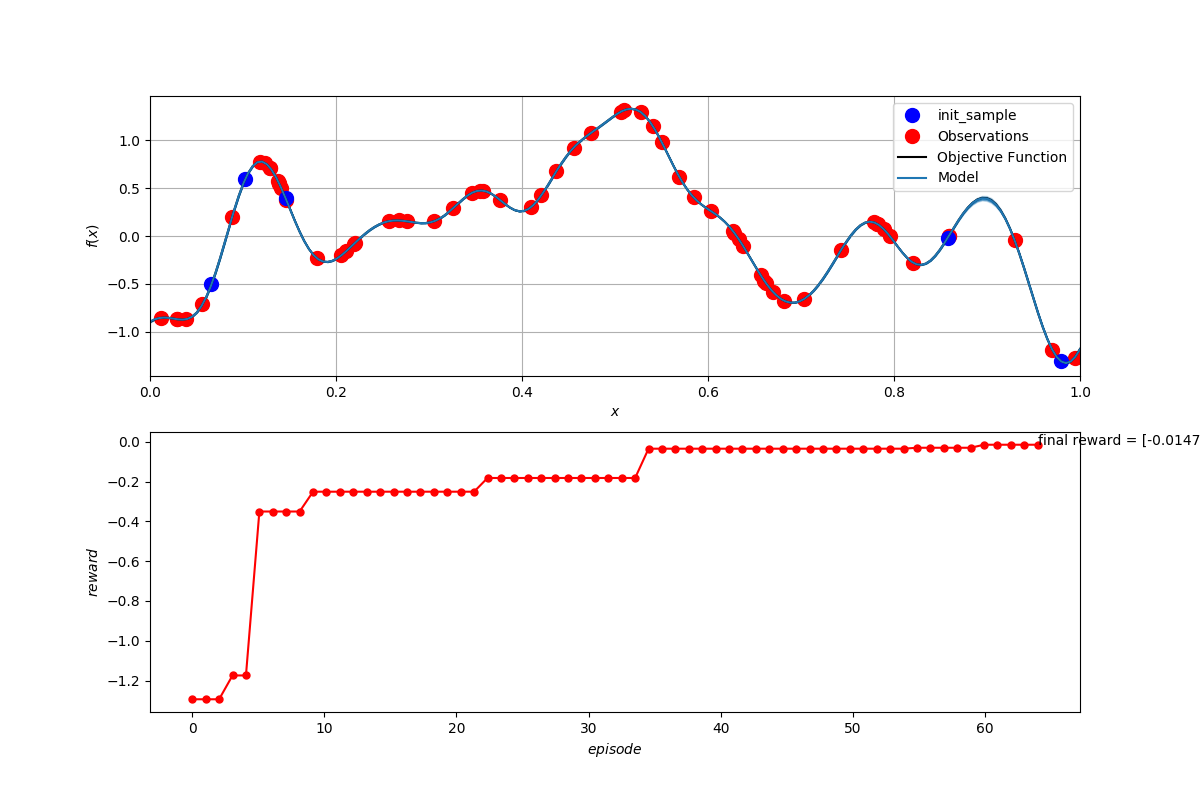 1.0
0.5
0.0
−0.5
−1.0
f(x)
init_sample
Observations
Objective Function
Model
0.0 0.2 0.4 0.6 0.8 1.0
x
0.0
−0.2
−0.4
−0.6
−0.8
−1.0
−1.2
reward
final reward = [-0.0147
0 10 20 30 40 50 60
episode